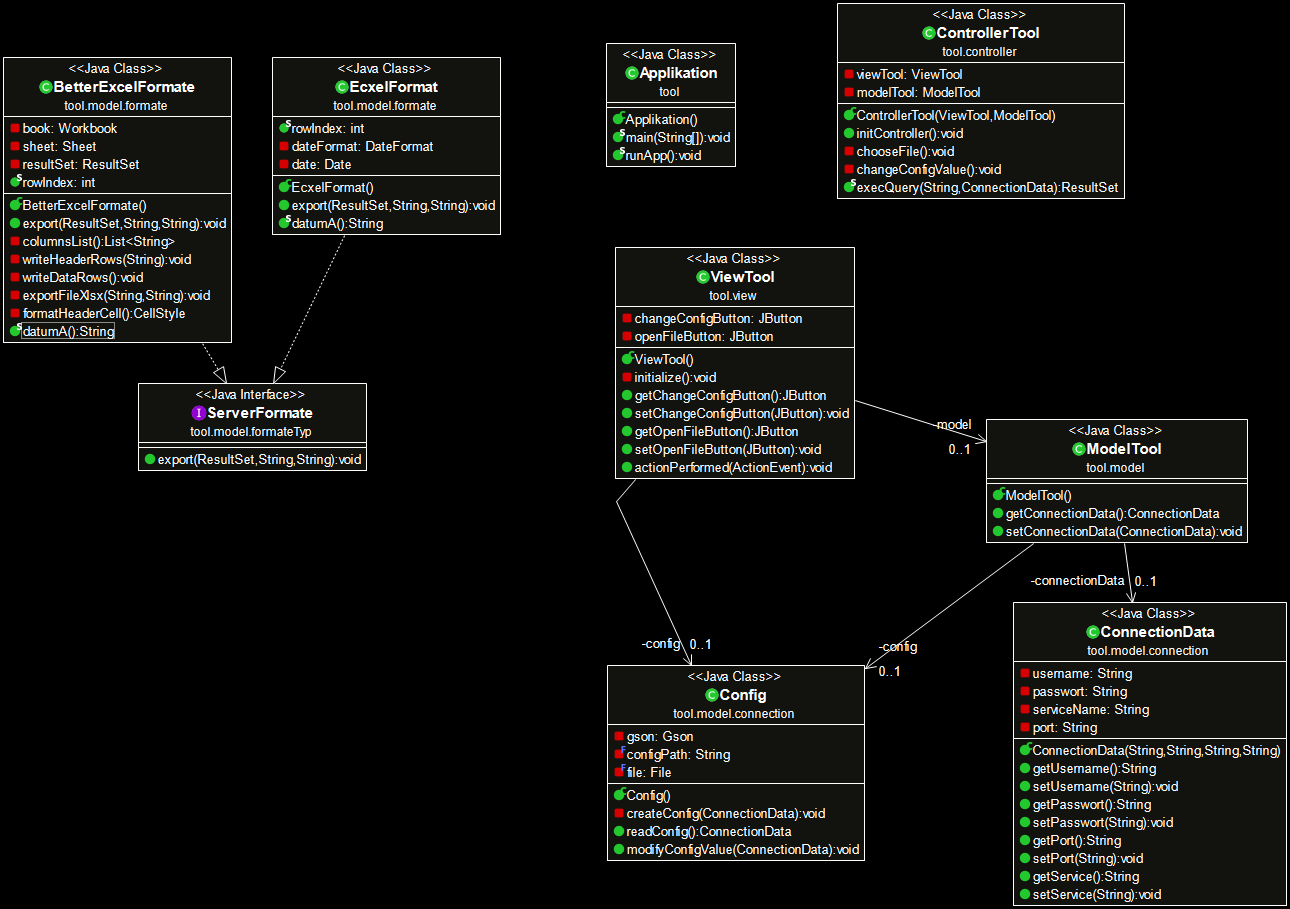 <<Java Class>>
BetterExcelFormate
tool.model.formate
book: Workbook
sheet: Sheet
resultSet: ResultSet
rowIndex: int
BetterExcelFormate()
export(ResultSet,String,String):void
columnsList():List<String>
writeHeaderRows(String):void
writeDataRows():void
exportFileXlsx(String,String):void
formatHeaderCell():CellStyle
datumA():String
<<Java Class>>
EcxelFormat
tool.model.formate
rowIndex: int
dateFormat: DateFormat
date: Date
EcxelFormat()
export(ResultSet,String,String):void
datumA():String
<<Java Interface>>
ServerFormate
tool.model.formateTyp
export(ResultSet,String,String):void
<<Java Class>>
Applikation
tool
Applikation()
main(String[]):void
runApp():void
<<Java Class>>
ControllerTool
tool.controller
viewTool: ViewTool
modelTool: ModelTool
ControllerTool(ViewTool,ModelTool)
initController():void
chooseFile():void
changeConfigValue():void
execQuery(String,ConnectionData):ResultSet
<<Java Class>>
ViewTool
tool.view
changeConfigButton: JButton
openFileButton: JButton
ViewTool()
initialize():void
getChangeConfigButton():JButton
setChangeConfigButton(JButton):void
getOpenFileButton():JButton
setOpenFileButton(JButton):void
actionPerformed(ActionEvent):void
-model
0..1
<<Java Class>>
ModelTool
tool.model
ModelTool()
getConnectionData():ConnectionData
setConnectionData(ConnectionData):void
-connectionData 0..1
-config 0..1
-config
0..1
<<Java Class>>
Config
tool.model.connection
gson: Gson
configPath: String
file: File
Config()
createConfig(ConnectionData):void
readConfig():ConnectionData
modifyConfigValue(ConnectionData):void
<<Java Class>>
ConnectionData
tool.model.connection
username: String
passwort: String
serviceName: String
port: String
ConnectionData(String,String,String,String)
getUsername():String
setUsername(String):void
getPasswort():String
setPasswort(String):void
getPort():String
setPort(String):void
getService():String
setService(String):void